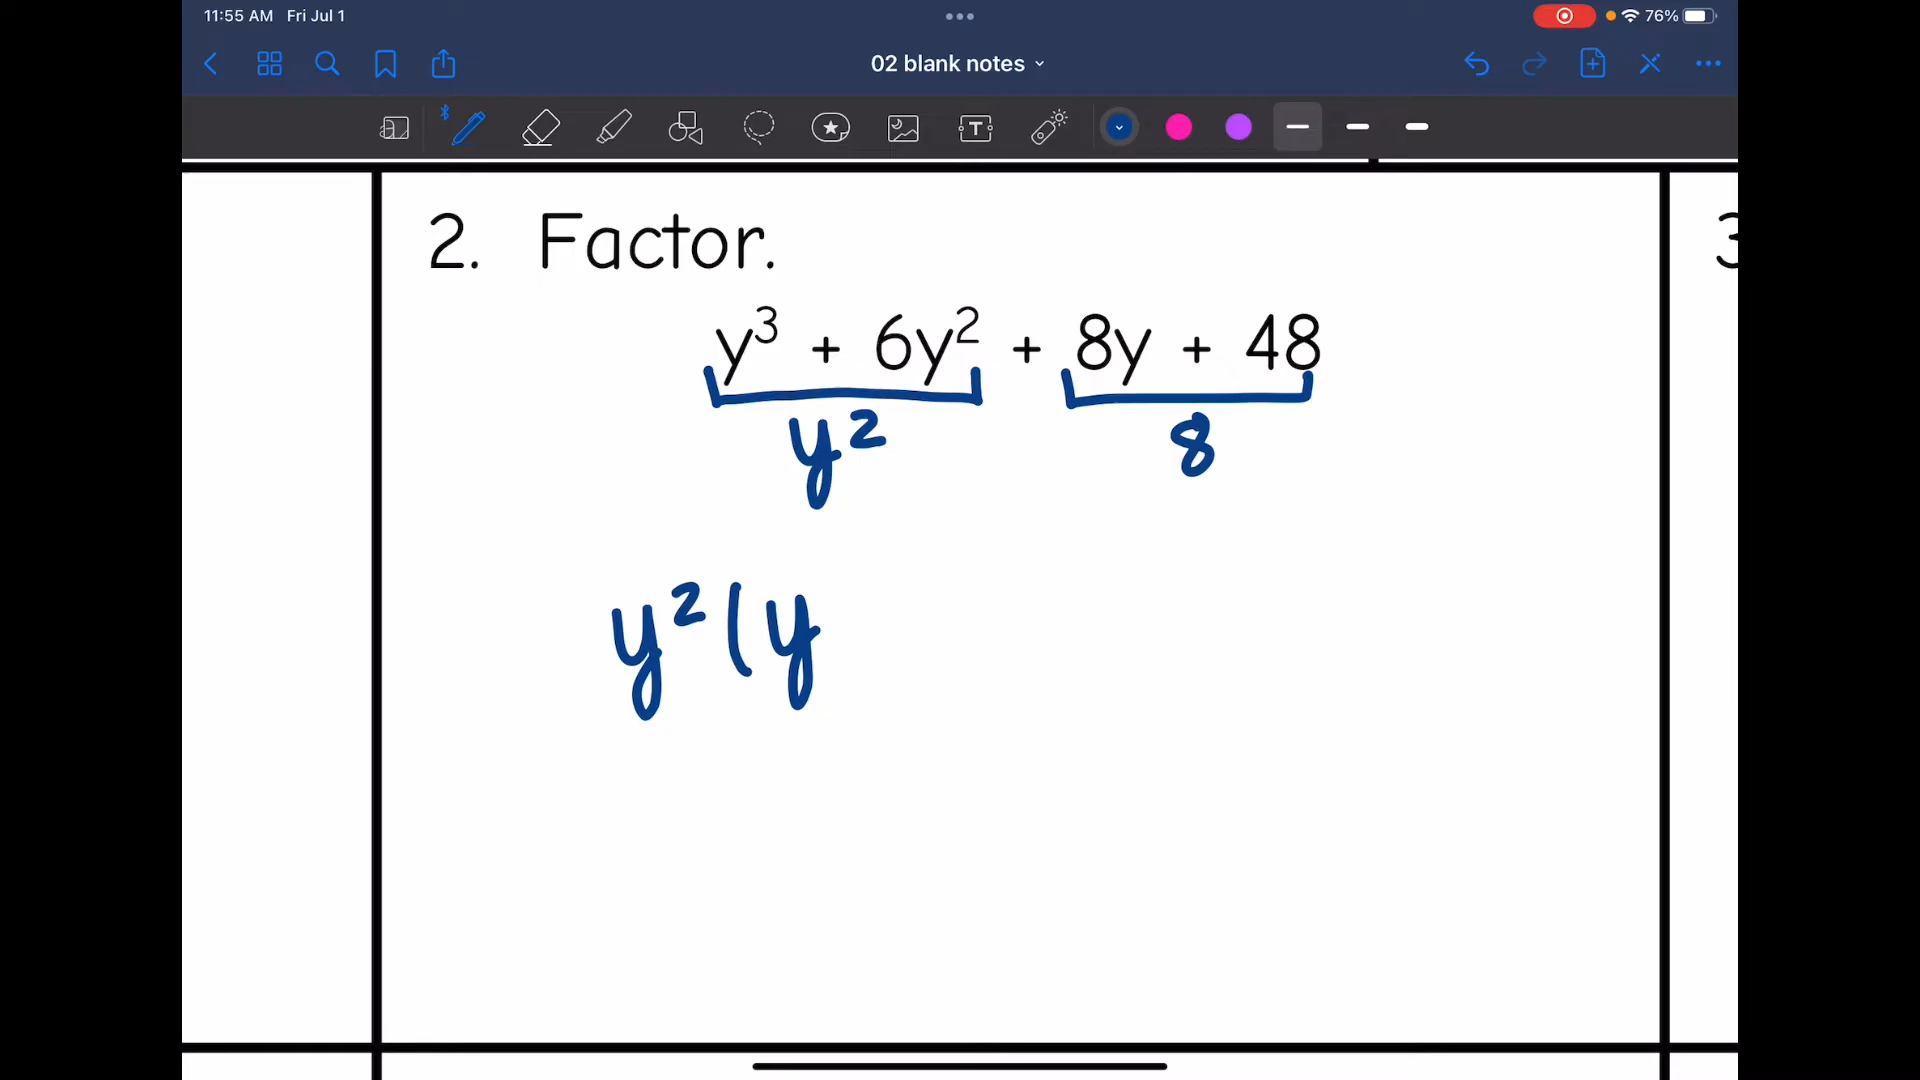 11:55 AM Fri Jul 1
76%
02 blank notes
2. Factor.
y³ + 6y² + 8y + 48
y² 8
y² (y